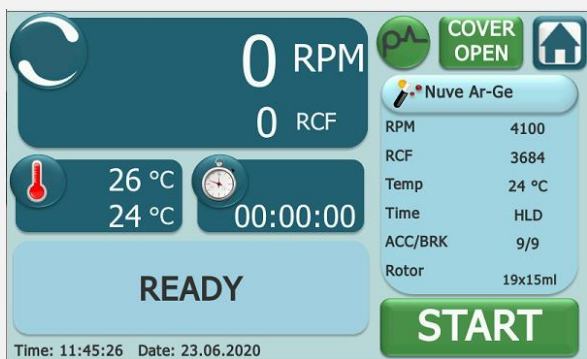 0 RPM
0 RCF
26 °C
24 °C
00:00:00
READY
Time: 11:45:26 Date: 23.06.2020
COVER
OPEN
Nuve Ar-Ge
RPM 4100
RCF 3684
Temp 24 °C
Time HLD
ACC/BRK 9/9
Rotor 19x15ml
START